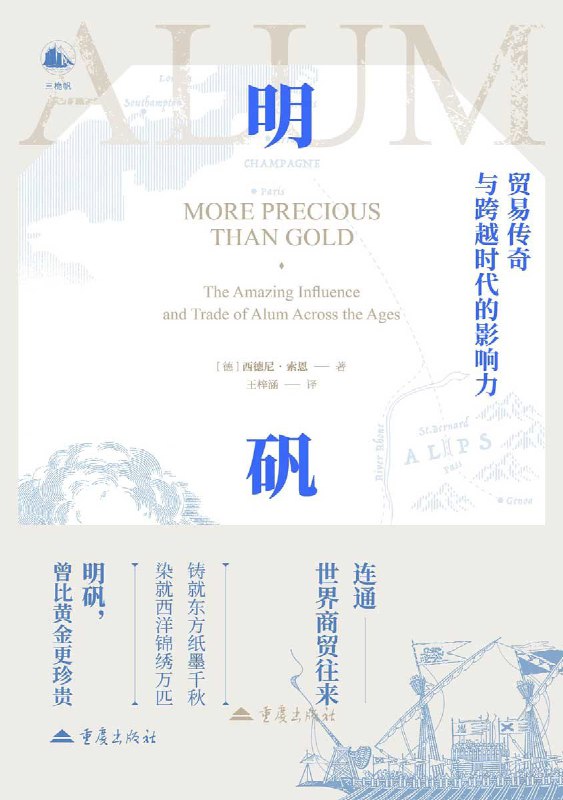 ALUM
三桅帆
London
Southampton
明
CHAMPAGNE
Paris
MORE PRECIOUS
THAN GOLD
The Amazing Influence
and Trade of Alum Across the Ages
贸易传奇
与跨越时代的影响力
[德]西德尼·索恩 —— 著
王梓涵 —— 译
矾
River Rhone
St. Bernard
ALPS
Pass
Genoa
连通
世界商贸往来
铸就东方纸墨千秋
染就西洋锦绣万匹
明矾，
曾比黄金更珍贵
重庆出版社
重庆出版社